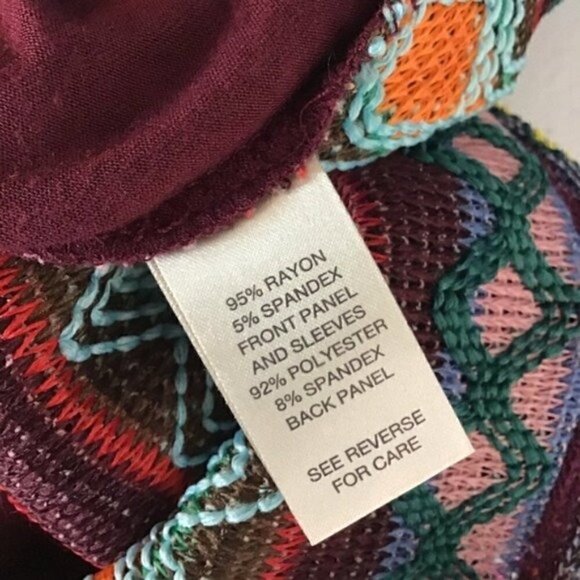 95% RAYON
5% SPANDEX
FRONT PANEL
AND SLEEVES
92% POLYESTER
8% SPANDEX
BACK PANEL
SEE REVERSE
FOR CARE